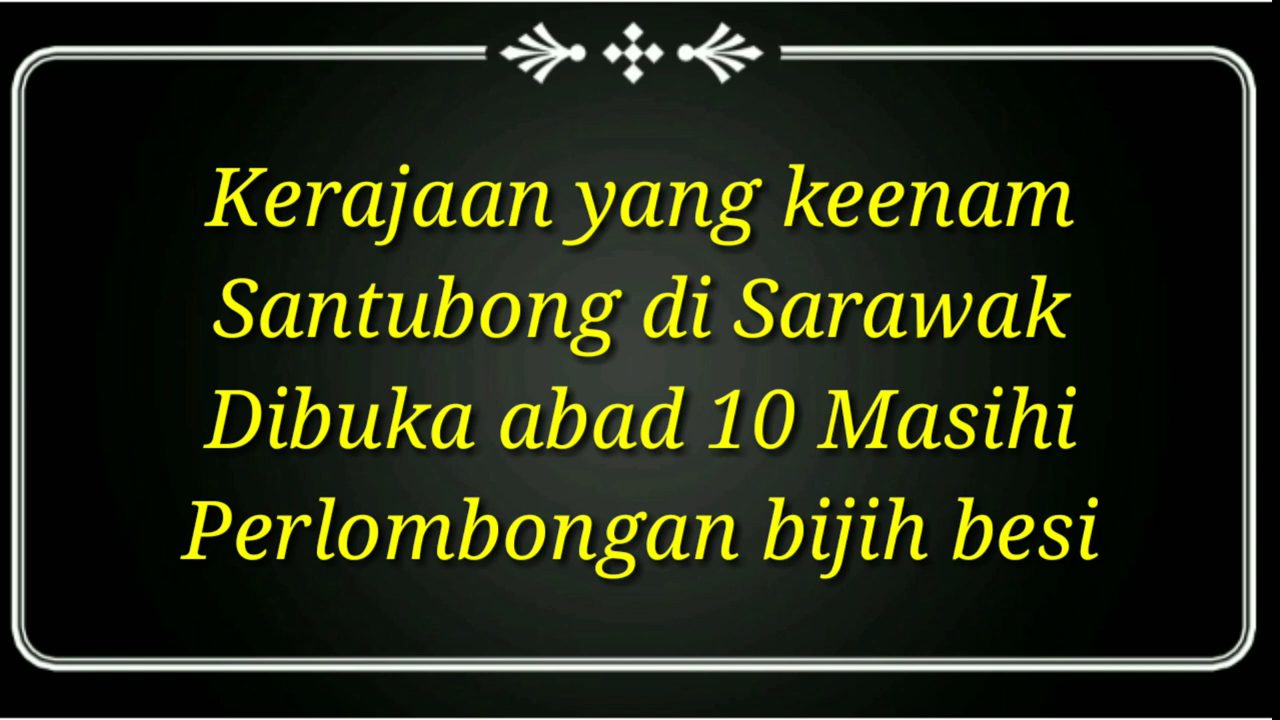 Kerajaan yang keenam
Santubong di Sarawak
Dibuka abad 10 Masihi
Perlombongan bijih besi